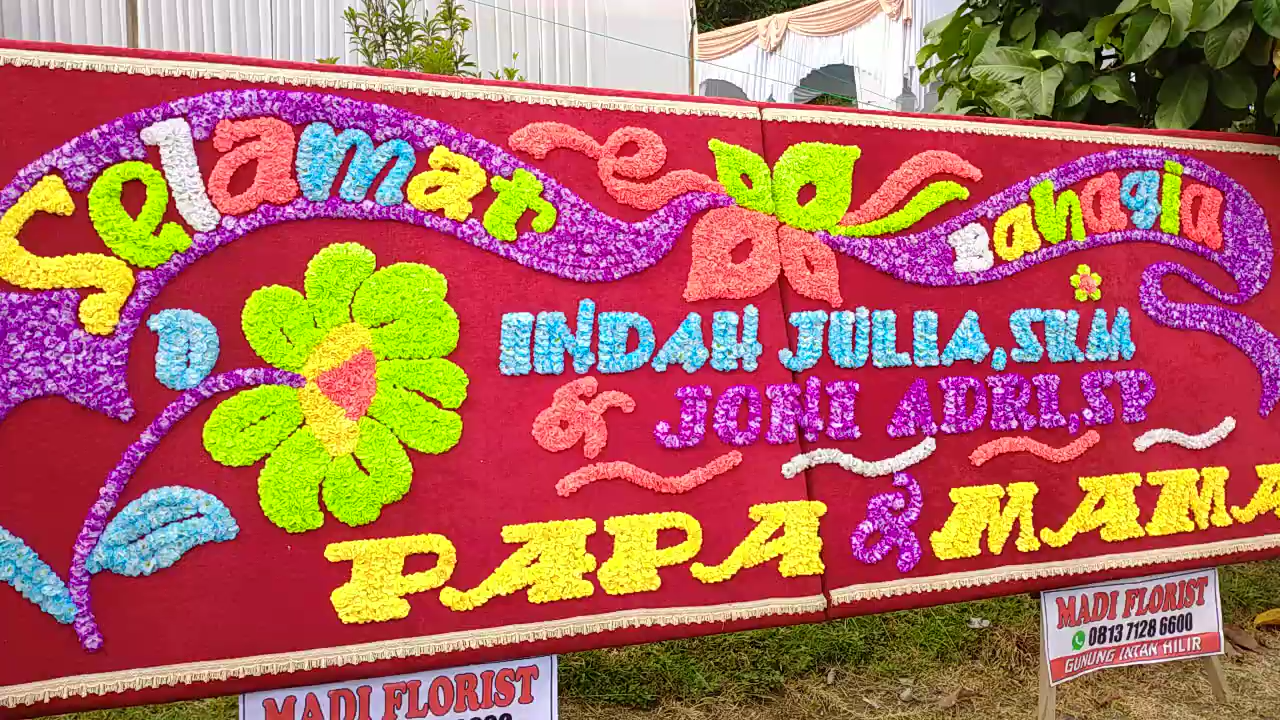 Selamat Bahagia
INDAH JULIA, SKM
& JONI ADRI, SP
PAPA & MAMA
MADI FLORIST
0813 7128 6600
GUNUNG INTAN HILIR
MADI FLORIST